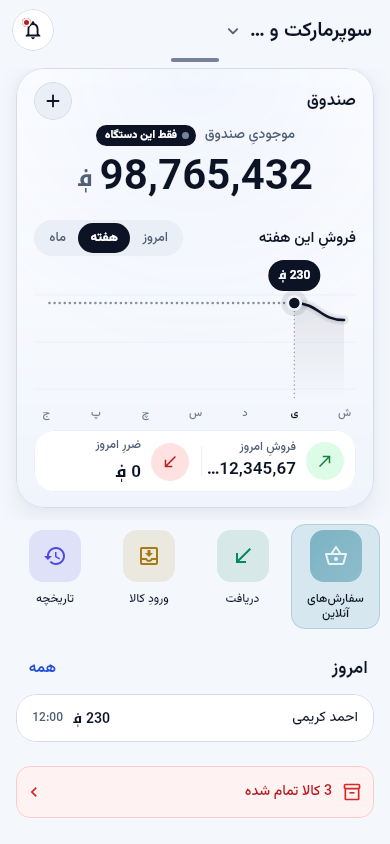 سوپرمارکت و ...
صندوق
موجودیِ صندوق
فقط این دستگاه
98,765,432 ؋
فروشِ این هفته
امروز
هفته
ماه
230 ؋
ش
ی
د
س
چ
پ
ج
فروشِ امروز
12,345,67...
ضررِ امروز
0 ؋
سفارش‌های
آنلاین
دریافت
ورودِ کالا
تاریخچه
امروز
همه
احمد کریمی
230 ؋
12:00
3 کالا تمام شده